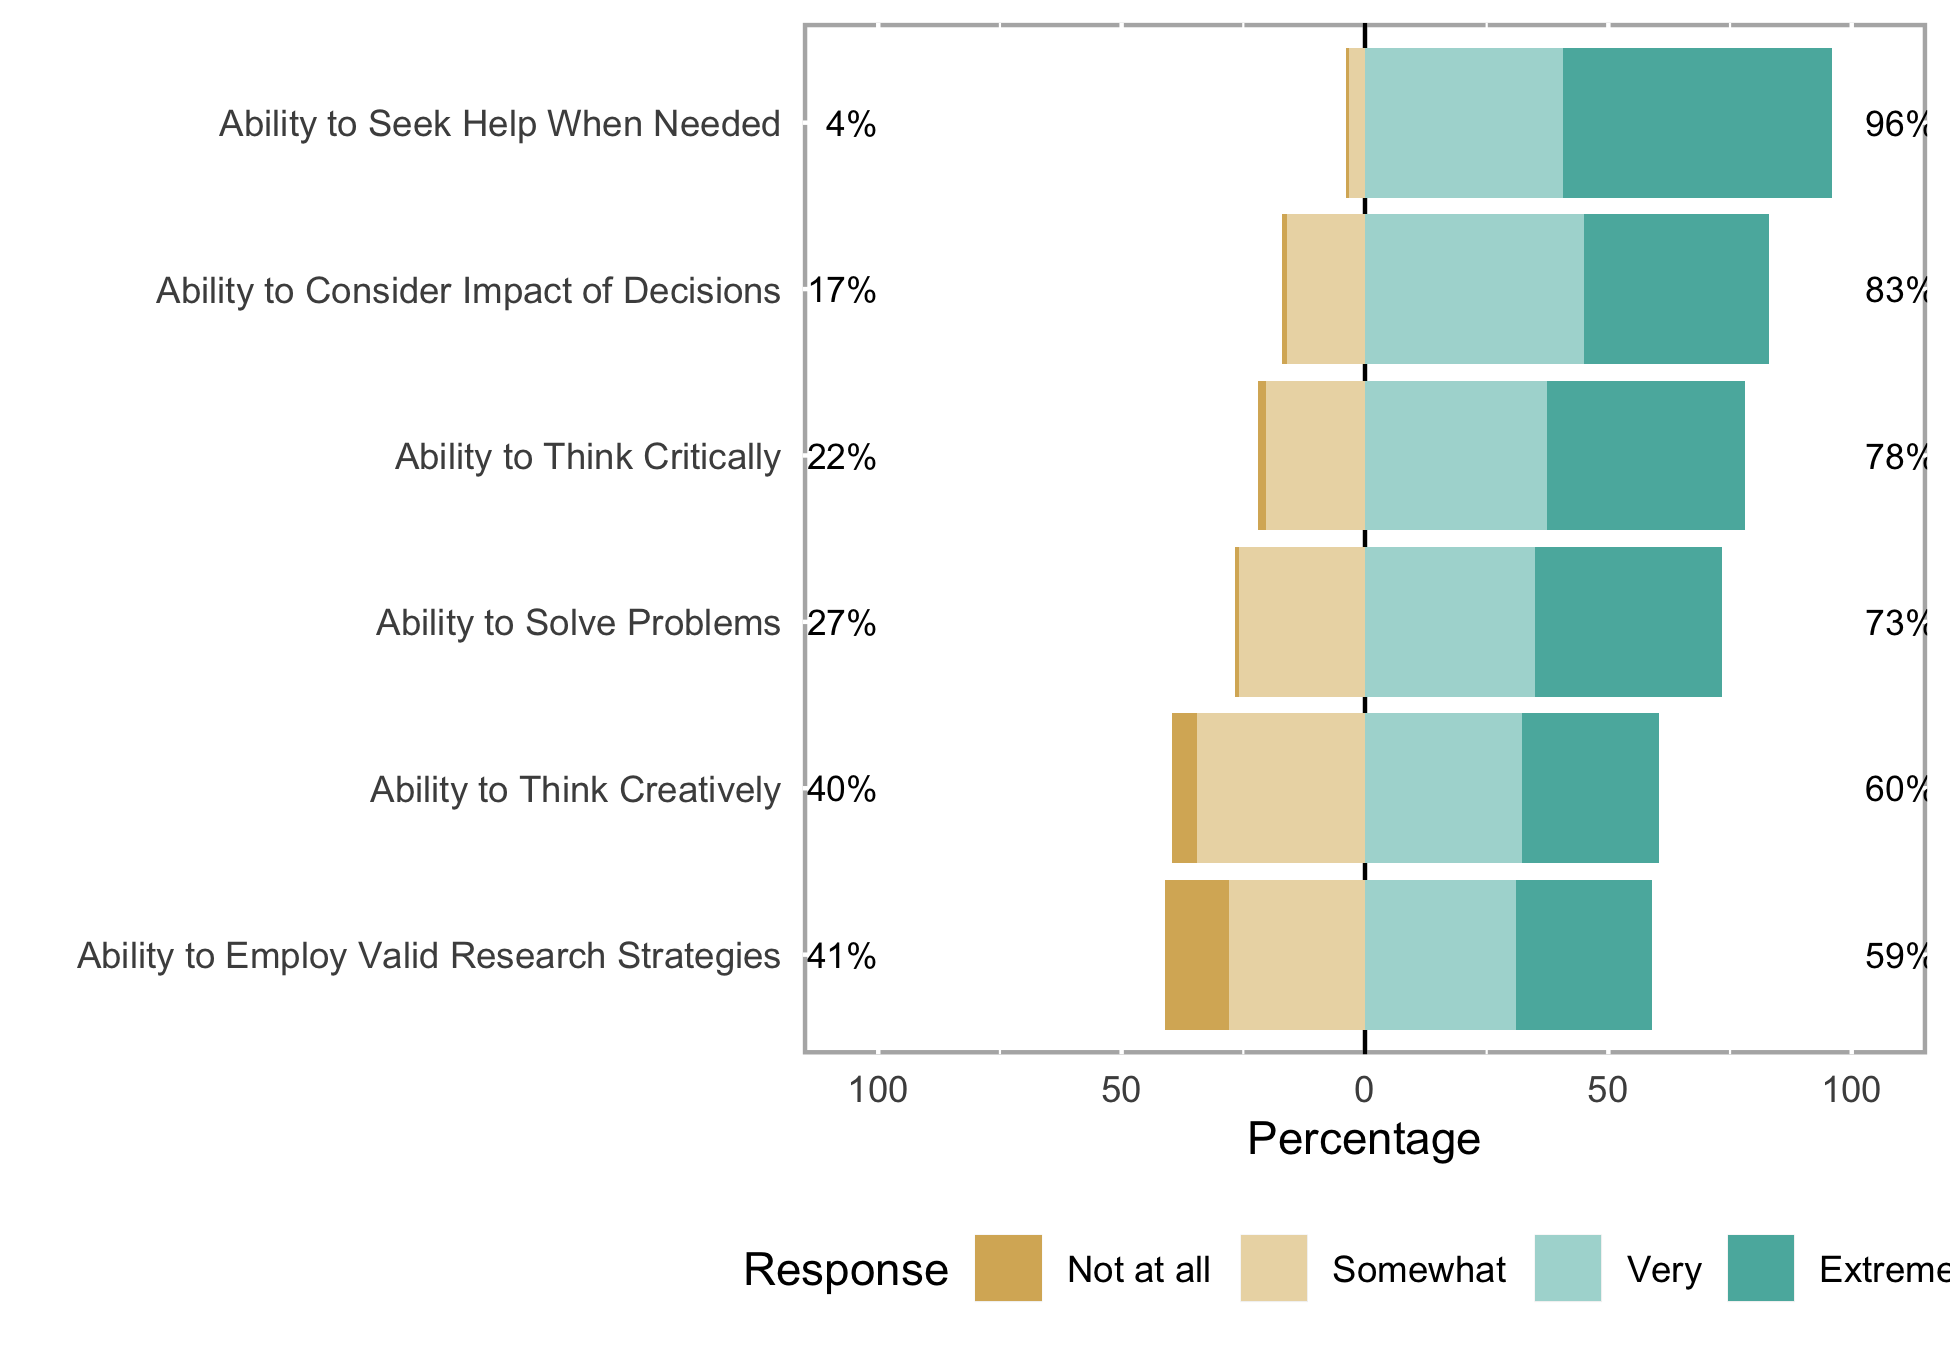 Ability to Seek Help When Needed 4% 96%
Ability to Consider Impact of Decisions 17% 83%
Ability to Think Critically 22% 78%
Ability to Solve Problems 27% 73%
Ability to Think Creatively 40% 60%
Ability to Employ Valid Research Strategies 41% 59%
100 50 0 50 100
Percentage
Response Not at all Somewhat Very Extreme